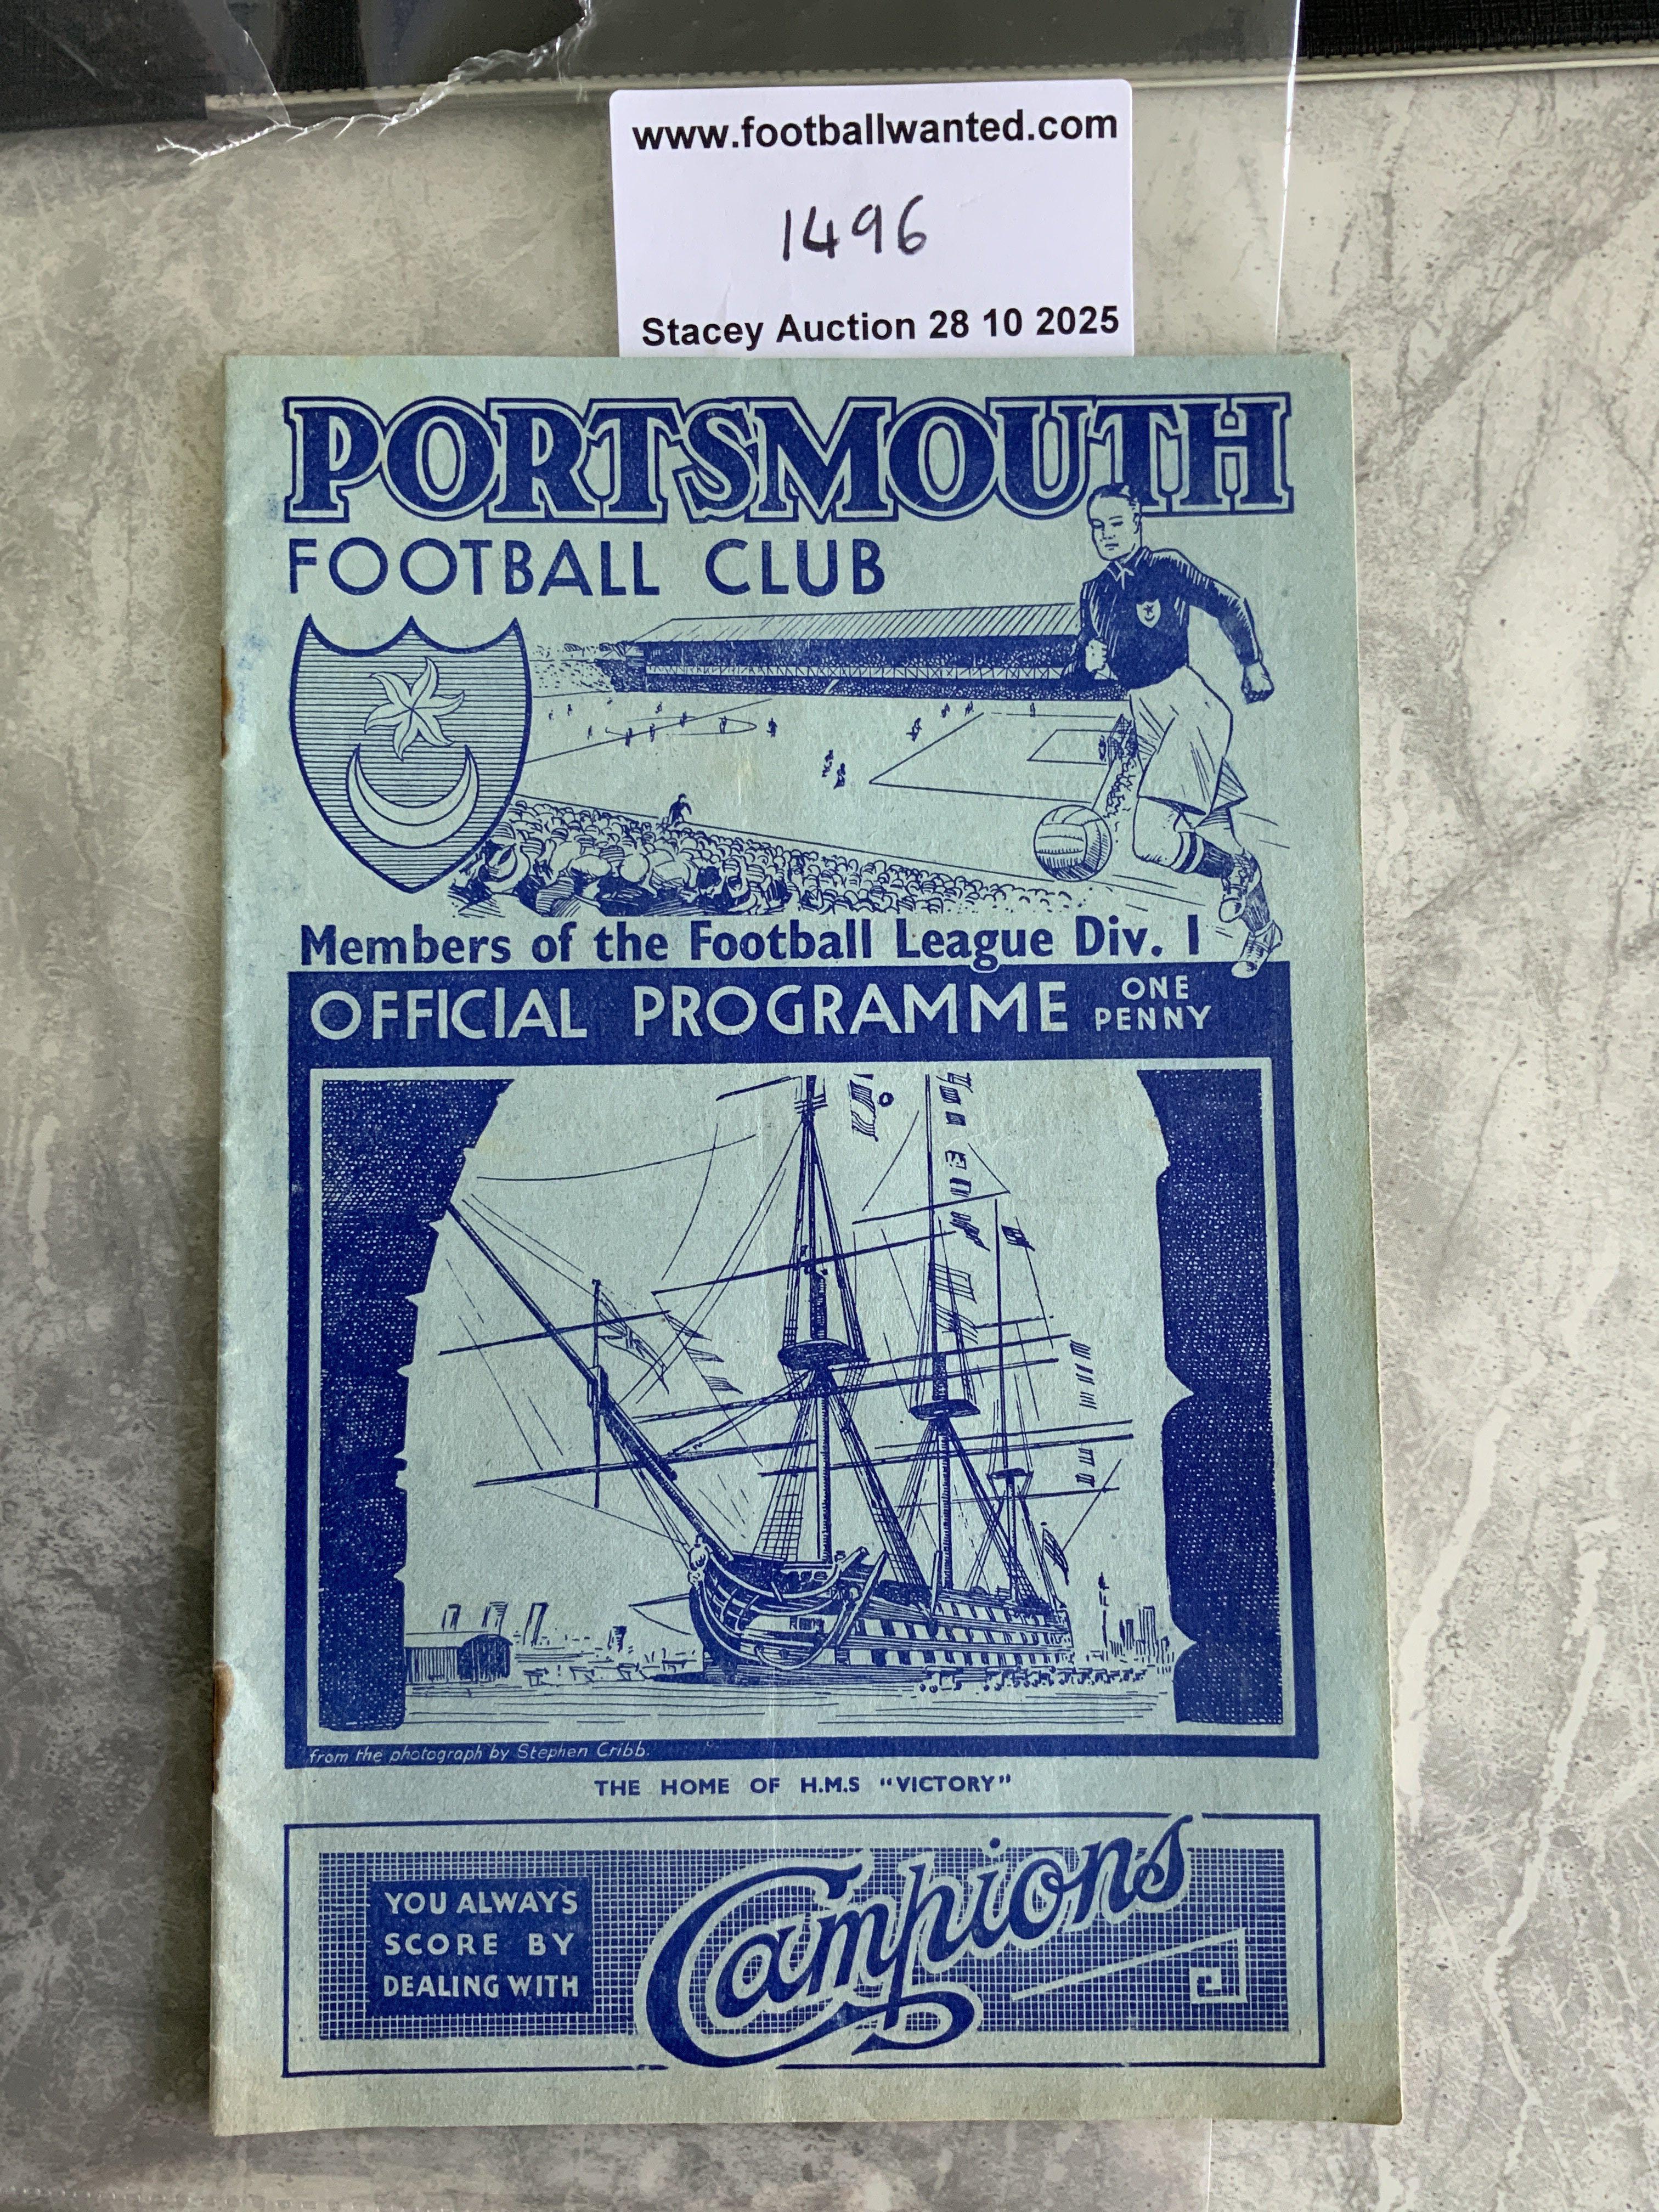 www.footballwanted.com
1496
Stacey Auction 28 10 2025
PORTSMOUTH
FOOTBALL CLUB
Members of the Football League Div. 1
OFFICIAL PROGRAMME ONE PENNY
from the photograph by Stephen Cribb.
THE HOME OF H.M.S "VICTORY"
YOU ALWAYS
SCORE BY
DEALING WITH
Campions